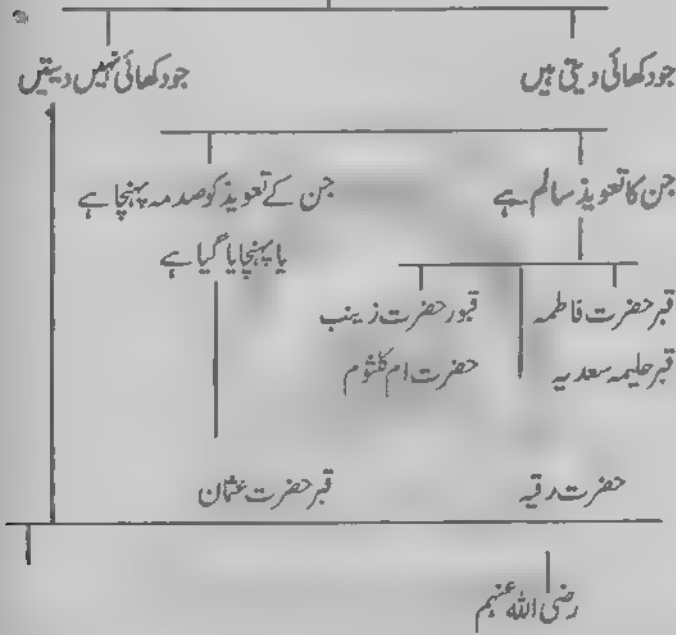 جو دکھائی دیتی ہیں
جو دکھائی نہیں دیتیں
جن کا تعویذ سالم ہے
جن کے تعویذ کو صدمہ پہنچا ہے
یا پہنچایا گیا ہے
قبر حضرت فاطمہ
قبور حضرت زینب
قبر حلیمہ سعدیہ
حضرت ام کلثوم
حضرت رقیہ
قبر حضرت عثمان
رضی اللہ عنہم